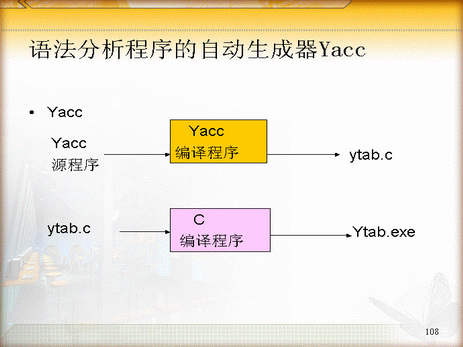 语法分析程序的自动生成器Yacc
• Yacc
Yacc
源程序
Yacc
编译程序
ytab.c
ytab.c
C
编译程序
Ytab.exe
108